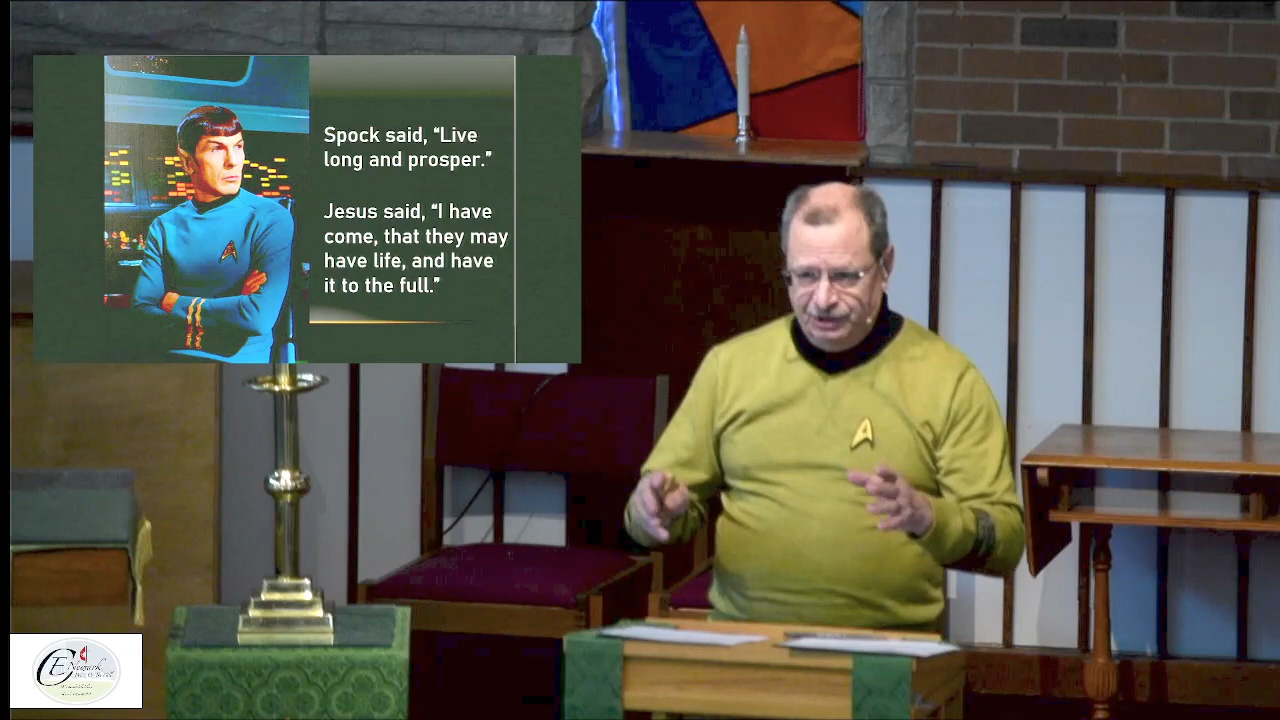 Spock said, “Live
long and prosper.”
Jesus said, “I have
come, that they may
have life, and have
it to the full.”
Newark